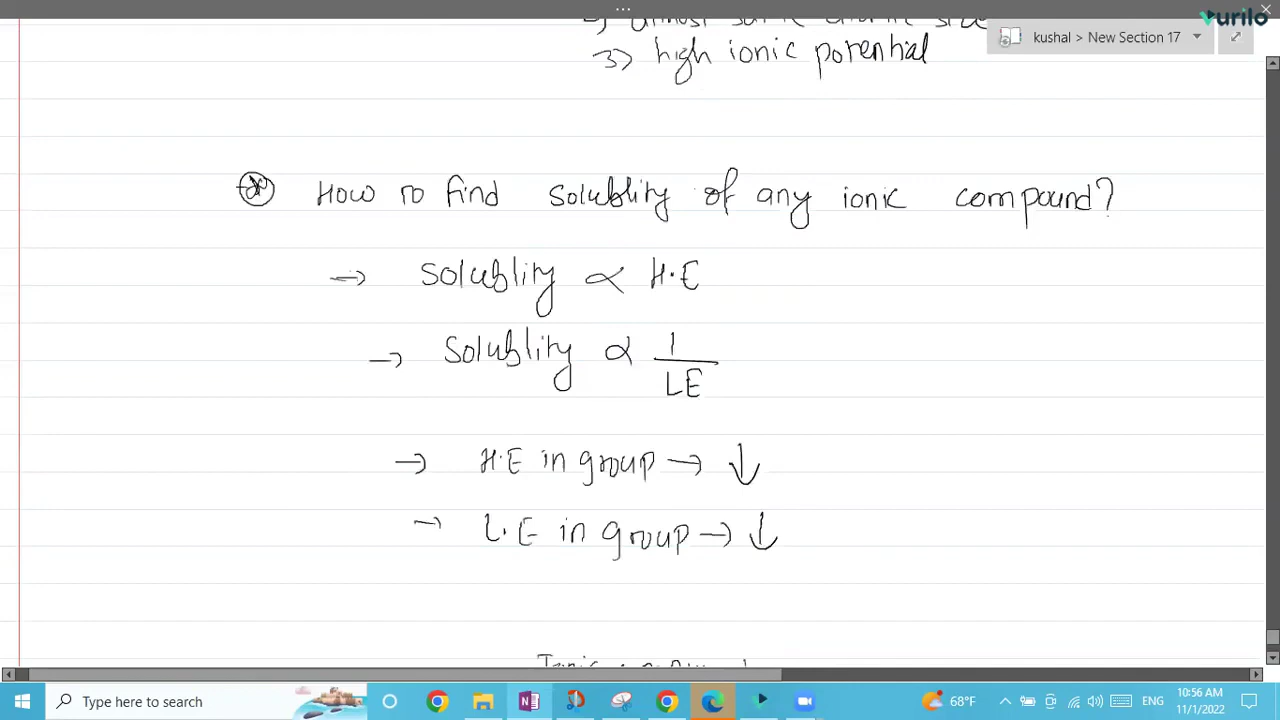 Yurilo
kushal > New Section 17
3) high ionic potential
How to find solublity of any ionic compound?
→ Solublity ∝ H.E
→ Solublity ∝ 1/LE
→ H.E in group → ↓
→ L.E in group → ↓
Type here to search
68°F
ENG
10:56 AM
11/1/2022